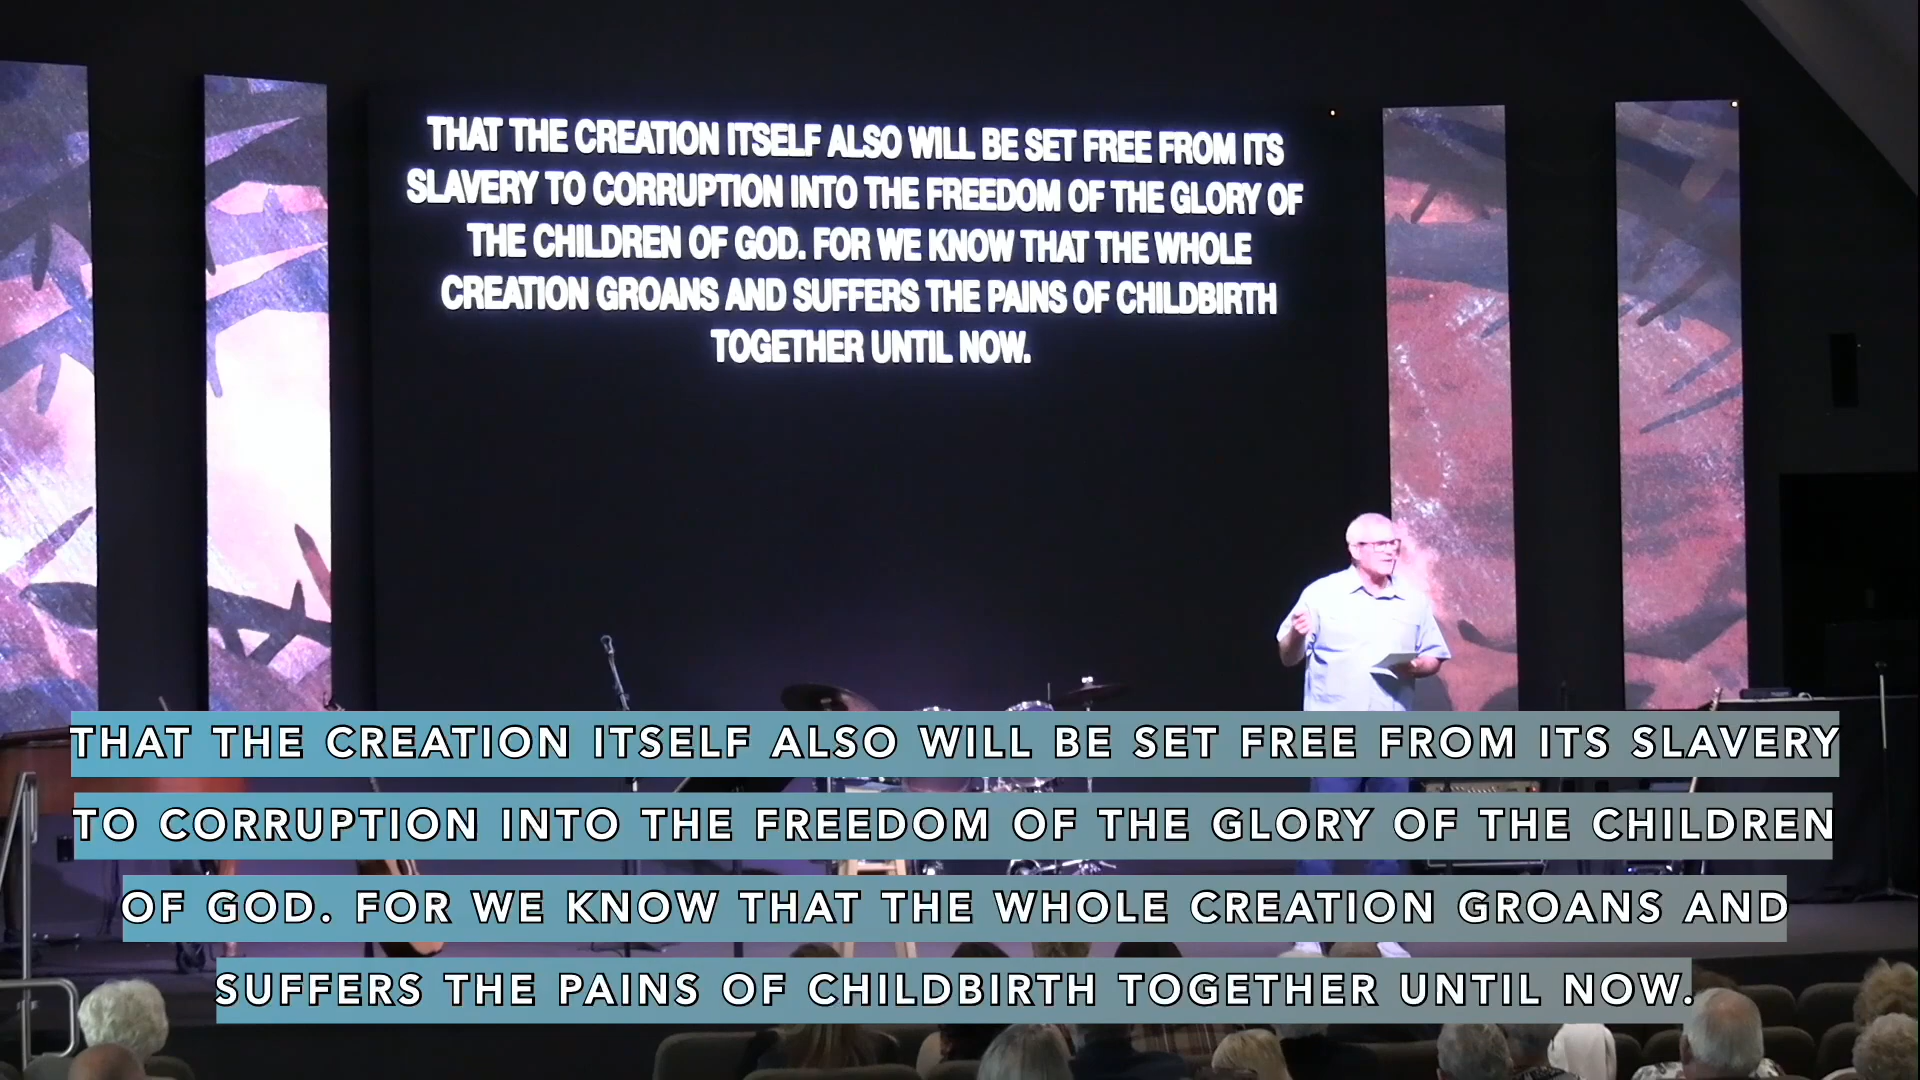 THAT THE CREATION ITSELF ALSO WILL BE SET FREE FROM ITS
SLAVERY TO CORRUPTION INTO THE FREEDOM OF THE GLORY OF
THE CHILDREN OF GOD. FOR WE KNOW THAT THE WHOLE
CREATION GROANS AND SUFFERS THE PAINS OF CHILDBIRTH
TOGETHER UNTIL NOW.
THAT THE CREATION ITSELF ALSO WILL BE SET FREE FROM ITS SLAVERY
TO CORRUPTION INTO THE FREEDOM OF THE GLORY OF THE CHILDREN
OF GOD. FOR WE KNOW THAT THE WHOLE CREATION GROANS AND
SUFFERS THE PAINS OF CHILDBIRTH TOGETHER UNTIL NOW.